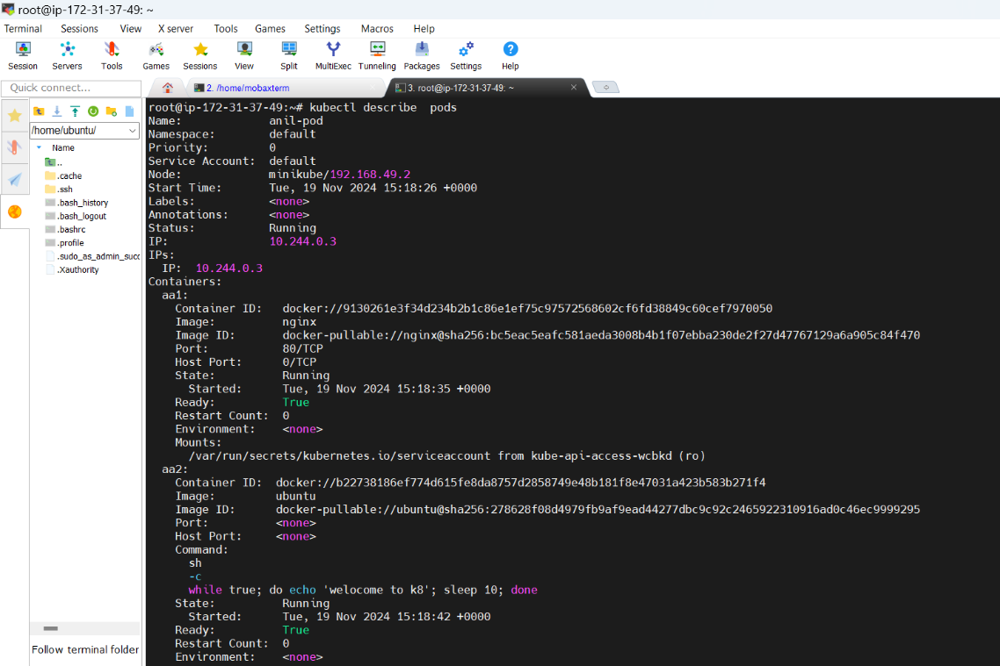 root@ip-172-31-37-49: ~
Terminal Sessions View X server Tools Games Settings Macros Help
Session Servers Tools Games Sessions View Split MultiExec Tunneling Packages Settings Help
Quick connect...
2. /home/mobaxterm
3. root@ip-172-31-37-49: ~
/home/ubuntu/
Name
..
.cache
.ssh
.bash_history
.bash_logout
.bashrc
.profile
.sudo_as_admin_succ
.Xauthority
Follow terminal folder
root@ip-172-31-37-49:~# kubectl describe  pods
Name:             anil-pod
Namespace:        default
Priority:         0
Service Account:  default
Node:             minikube/192.168.49.2
Start Time:       Tue, 19 Nov 2024 15:18:26 +0000
Labels:           <none>
Annotations:      <none>
Status:           Running
IP:               10.244.0.3
IPs:
  IP:  10.244.0.3
Containers:
  aa1:
    Container ID:   docker://9130261e3f34d234b2b1c86e1ef75c97572568602cf6fd38849c60cef7970050
    Image:          nginx
    Image ID:       docker-pullable://nginx@sha256:bc5eac5eafc581aeda3008b4b1f07ebba230de2f27d47767129a6a905c84f470
    Port:           80/TCP
    Host Port:      0/TCP
    State:          Running
      Started:      Tue, 19 Nov 2024 15:18:35 +0000
    Ready:          True
    Restart Count:  0
    Environment:    <none>
    Mounts:
      /var/run/secrets/kubernetes.io/serviceaccount from kube-api-access-wcbkd (ro)
  aa2:
    Container ID:  docker://b22738186ef774d615fe8da8757d2858749e48b181f8e47031a423b583b271f4
    Image:         ubuntu
    Image ID:      docker-pullable://ubuntu@sha256:278628f08d4979fb9af9ead44277dbc9c92c2465922310916ad0c46ec9999295
    Port:          <none>
    Host Port:     <none>
    Command:
      sh
      -c
      while true; do echo 'welocome to k8'; sleep 10; done
    State:          Running
      Started:      Tue, 19 Nov 2024 15:18:42 +0000
    Ready:          True
    Restart Count:  0
    Environment:    <none>